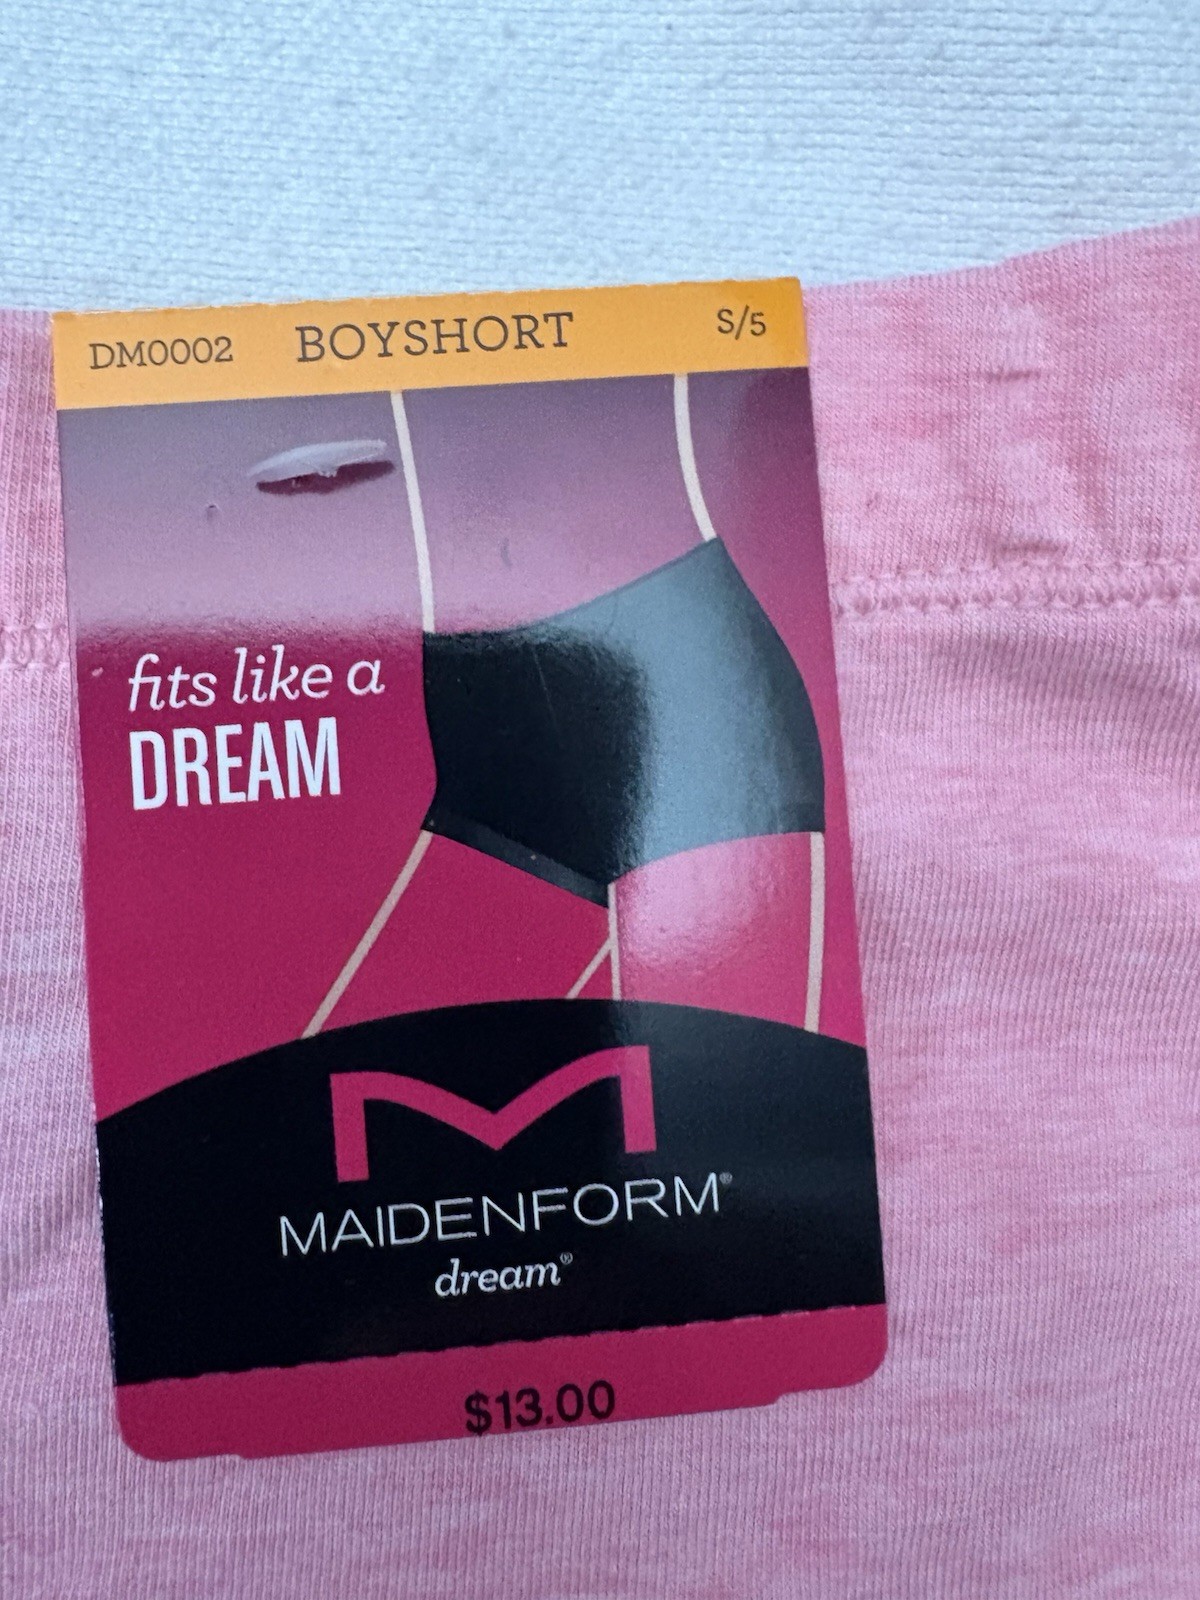 DM0002 BOYSHORT S/5
fits like a
DREAM
MAIDENFORM®
dream®
$13.00